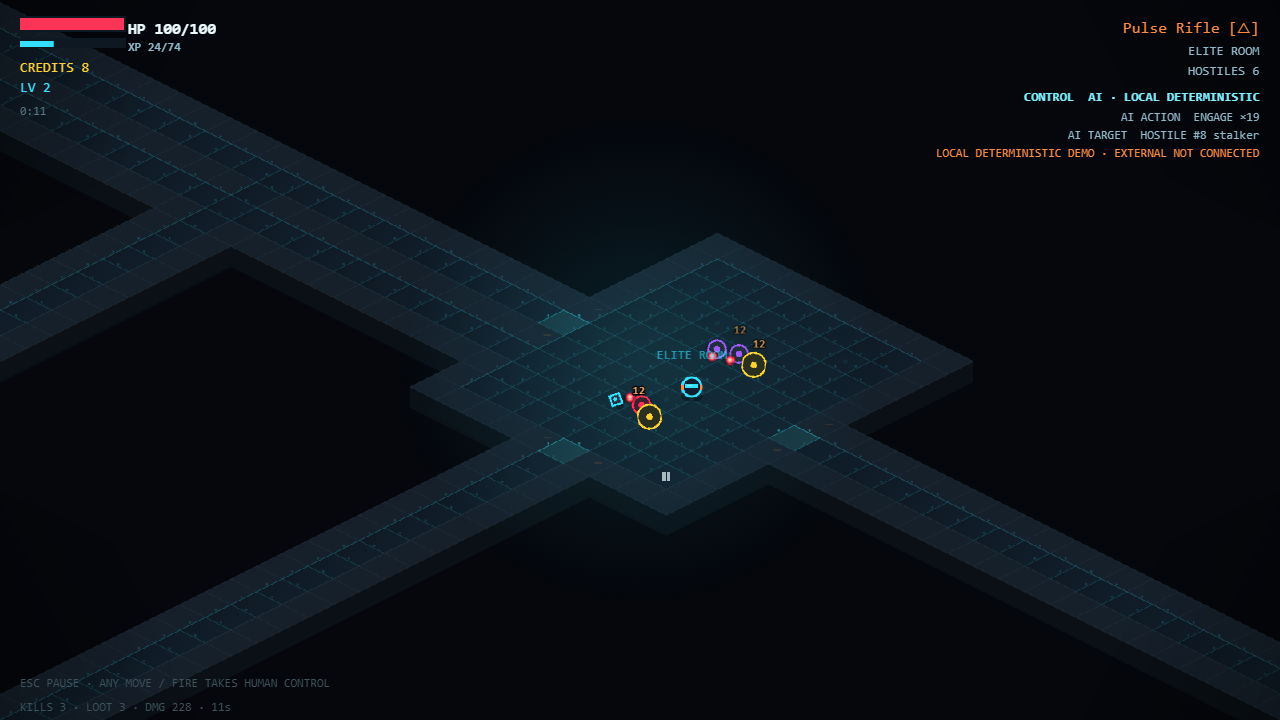 HP 100/100
XP 24/74
CREDITS 8
LV 2
0:11
Pulse Rifle [△]
ELITE ROOM
HOSTILES 6
CONTROL AI · LOCAL DETERMINISTIC
AI ACTION ENGAGE ×19
AI TARGET HOSTILE #8 stalker
LOCAL DETERMINISTIC DEMO · EXTERNAL NOT CONNECTED
12
12
ELITE ROOM
12
ESC PAUSE · ANY MOVE / FIRE TAKES HUMAN CONTROL
KILLS 3 · LOOT 3 · DMG 228 · 11s